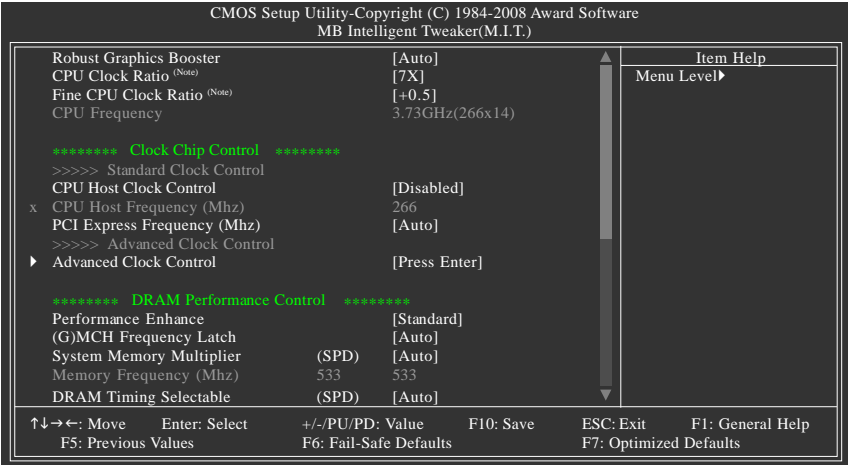 CMOS Setup Utility-Copyright (C) 1984-2008 Award Software
MB Intelligent Tweaker(M.I.T.)
Robust Graphics Booster [Auto]
CPU Clock Ratio (Note) [7X]
Fine CPU Clock Ratio (Note) [+0.5]
CPU Frequency 3.73GHz(266x14)
******** Clock Chip Control ********
>>>>> Standard Clock Control
CPU Host Clock Control [Disabled]
x CPU Host Frequency (Mhz) 266
PCI Express Frequency (Mhz) [Auto]
>>>>> Advanced Clock Control
Advanced Clock Control [Press Enter]
******** DRAM Performance Control ********
Performance Enhance [Standard]
(G)MCH Frequency Latch [Auto]
System Memory Multiplier (SPD) [Auto]
Memory Frequency (Mhz) 533 533
DRAM Timing Selectable (SPD) [Auto]
Item Help
Menu Level
↑↓→←: Move Enter: Select +/-/PU/PD: Value F10: Save ESC: Exit F1: General Help
F5: Previous Values F6: Fail-Safe Defaults F7: Optimized Defaults